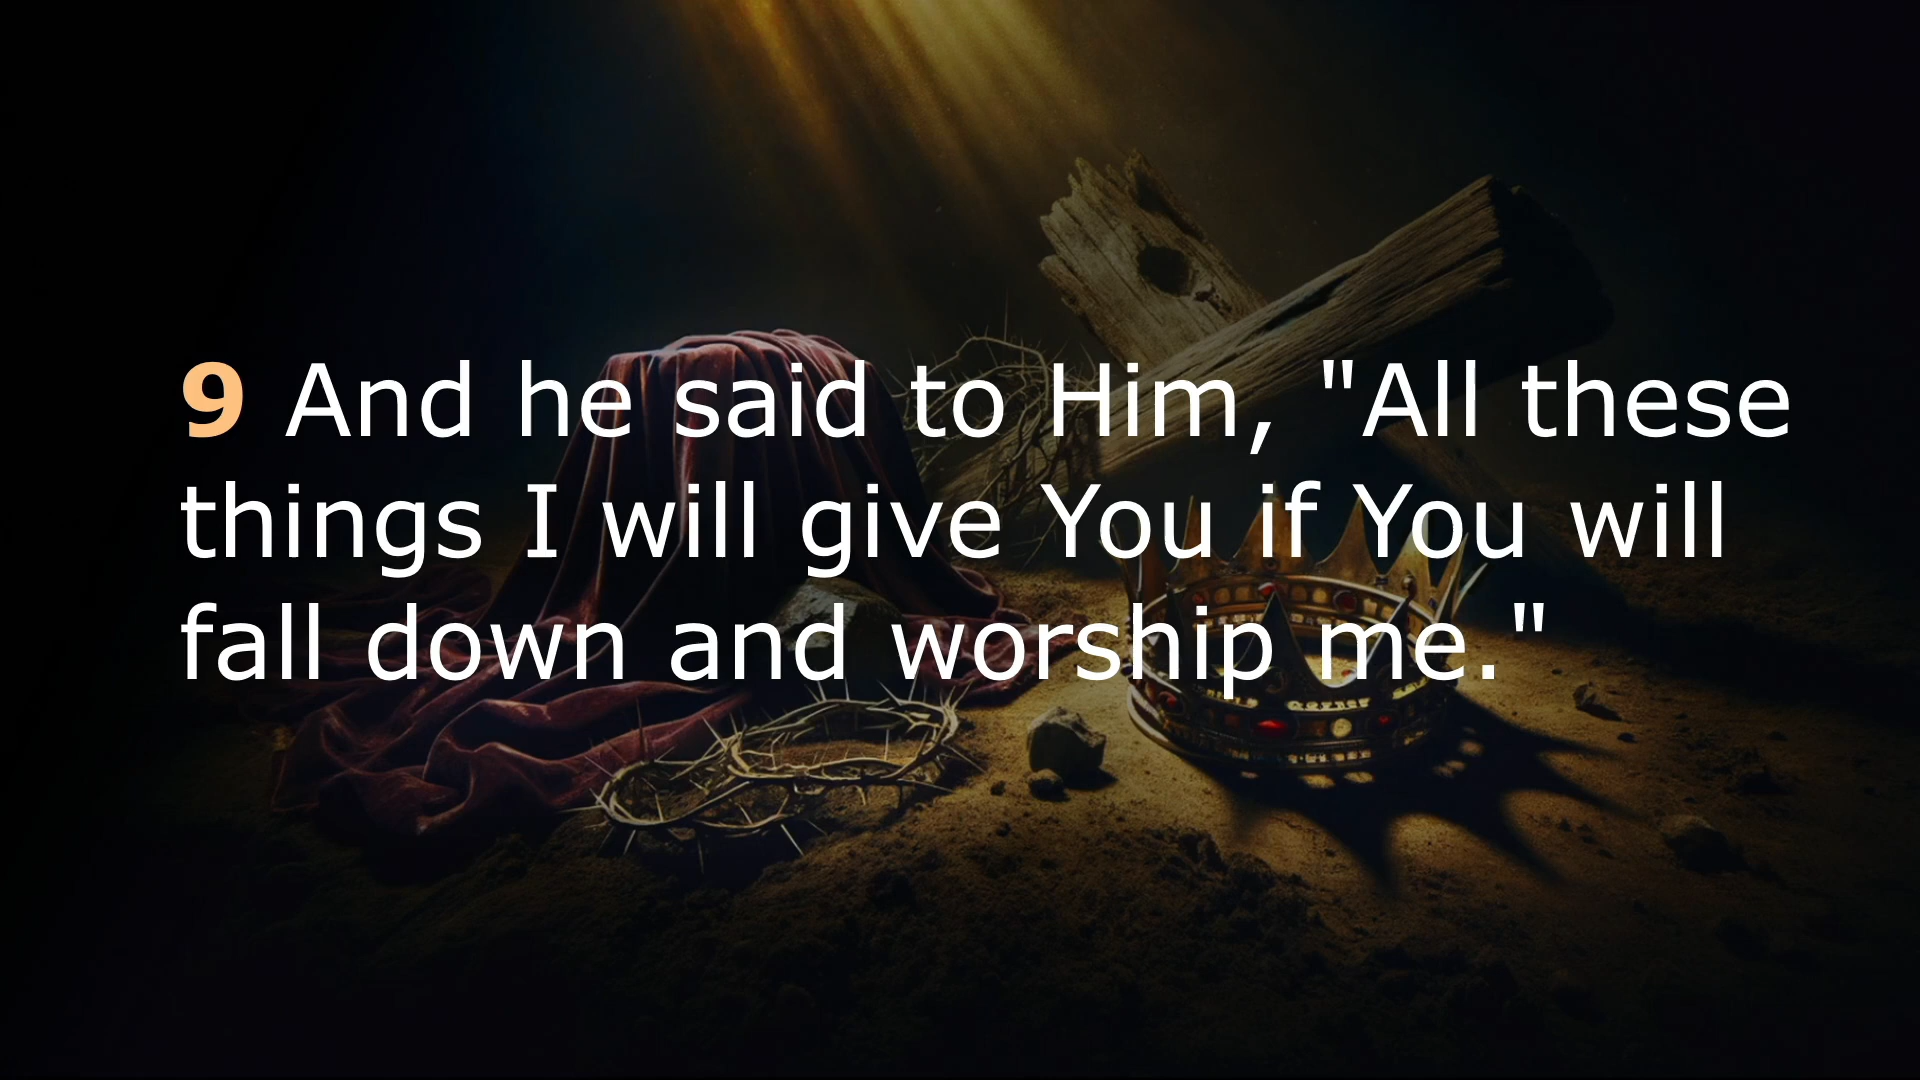 9 And he said to Him, "All these
things I will give You if You will
fall down and worship me."